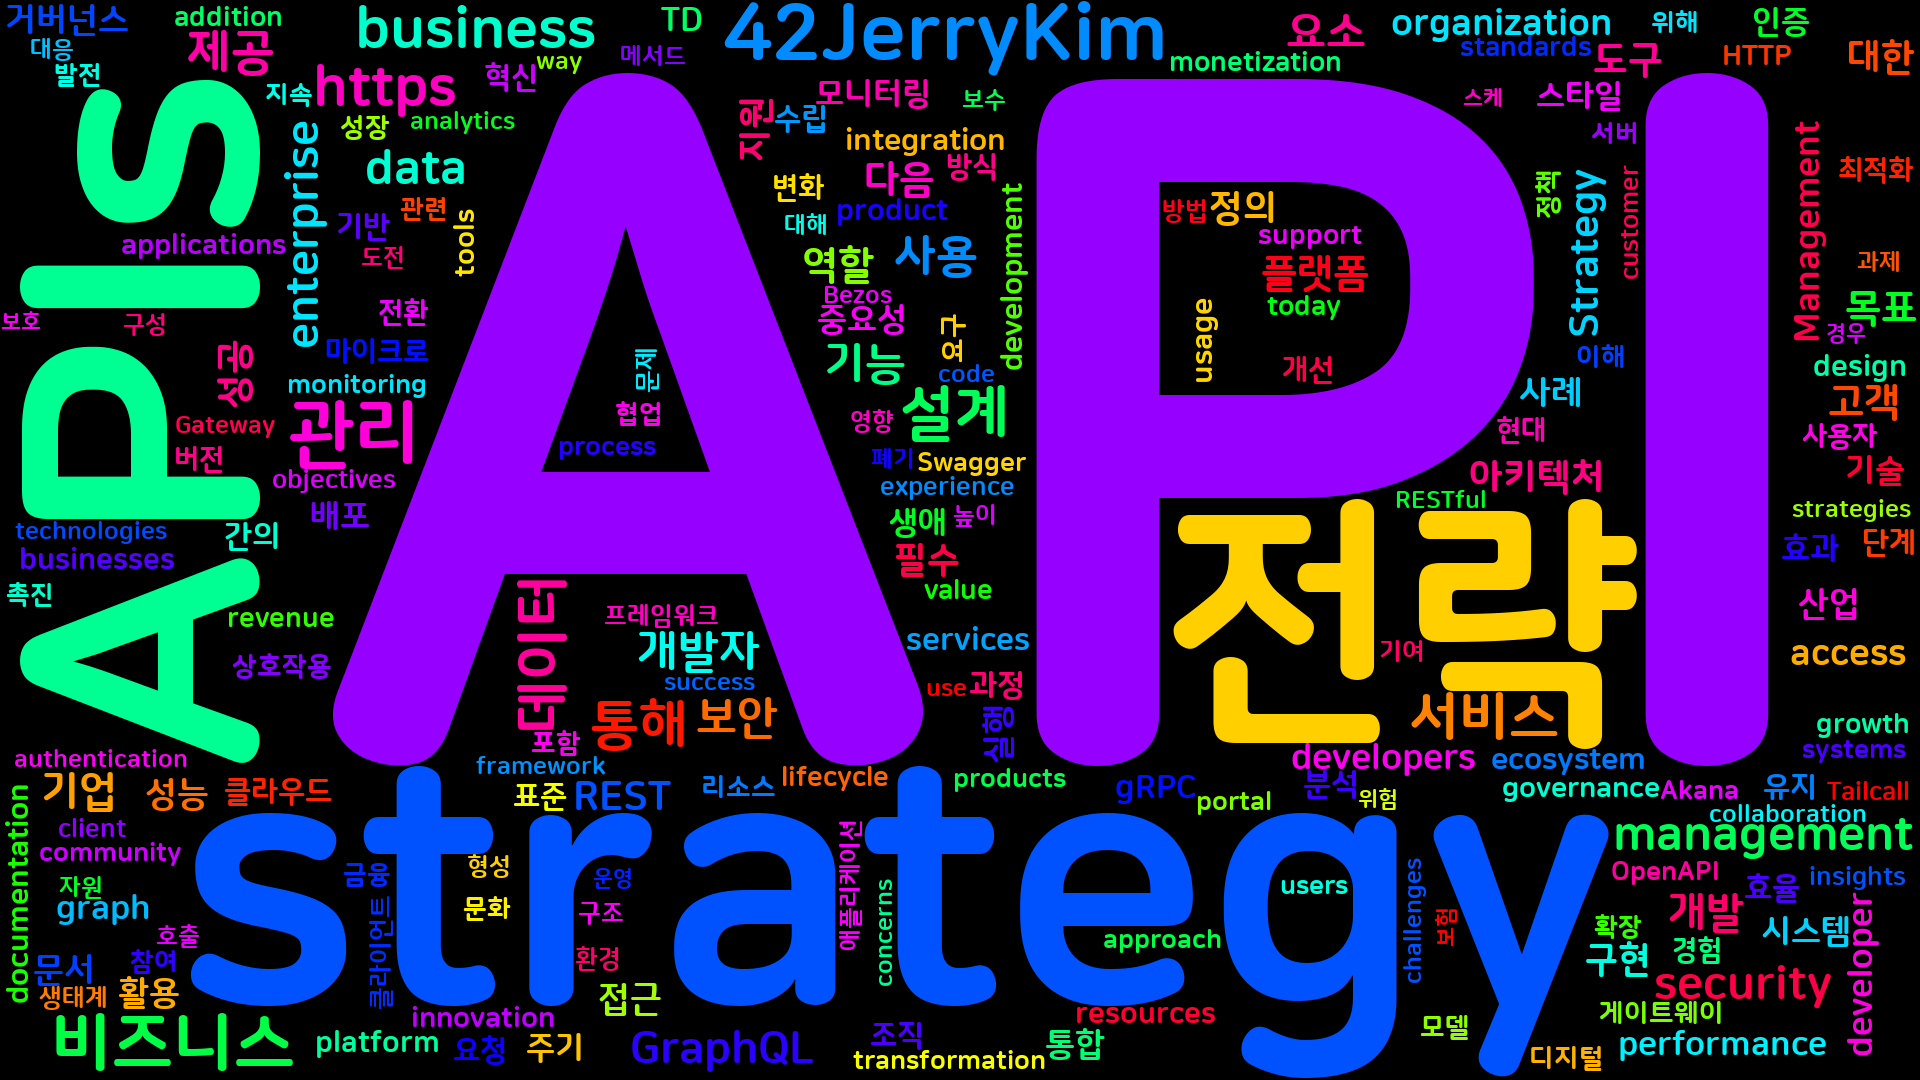 거버넌스
addition
business
TD
42JerryKim
요소
organization
위해
인증
대응
제공
way
메서드
standards
도구
HTTP
대한
발전
https
혁신
monetization
지속
모니터링
보수
스케
스타일
성장
analytics
지원
수립
integration
서버
Management
APIs
enterprise
data
다음
방식
최적화
변화
정책
Strategy
customer
기반
관련
tools
대해
product
development
방법
정의
applications
도전
역할
사용
support
플랫폼
과제
보호
구성
전환
Bezos
중요성
요구
usage
today
목표
경우
마이크로
API
문제
기능
code
개선
이해
design
성공
monitoring
관리
협업
영향
설계
사례
고객
Gateway
버전
process
폐기
Swagger
현대
사용자
objectives
experience
아키텍처
기술
technologies
배포
생애
높이
RESTful
strategies
businesses
간의
필수
전략
효과
단계
촉진
revenue
데이터
프레임워크
value
산업
상호작용
개발자
services
기여
access
success
use
과정
통해
보안
실행
서비스
growth
authentication
포함
framework
developers
ecosystem
systems
기업
성능
클라우드
표준
REST
리소스
lifecycle
products
gRPC
portal
분석
위험
governance
Akana
유지
Tailcall
documentation
client
community
collaboration
management
strategy
금융
형성
운영
애플리케이션
users
challenges
OpenAPI
효율
insights
자원
graph
클라이언트
문화
구조
concerns
보험
개발
developer
호출
approach
확장
시스템
문서
참여
환경
구현
경험
생태계
활용
접근
security
innovation
resources
게이트웨이
비즈니스
platform
요청
주기
GraphQL
조직
transformation
통합
모델
디지털
performance